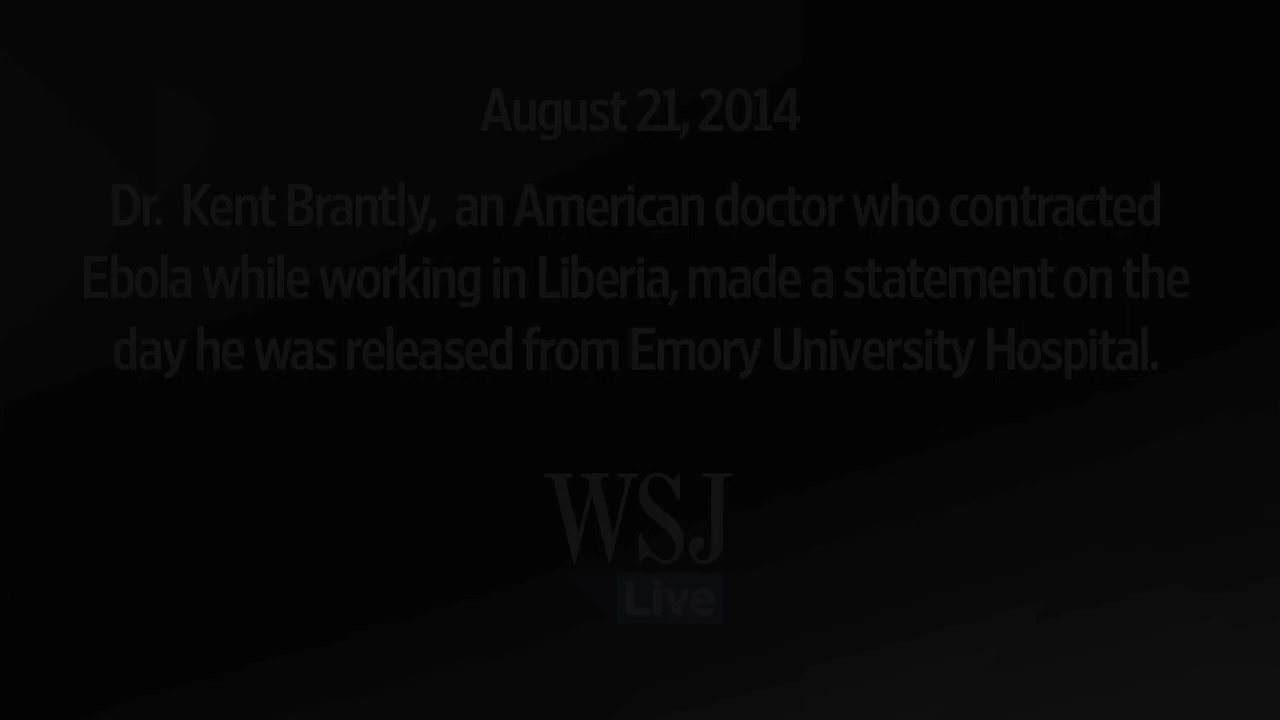 August 21, 2014
Dr. Kent Brantly, an American doctor who contracted
Ebola while working in Liberia, made a statement on the
day he was released from Emory University Hospital.
WSJ
Live